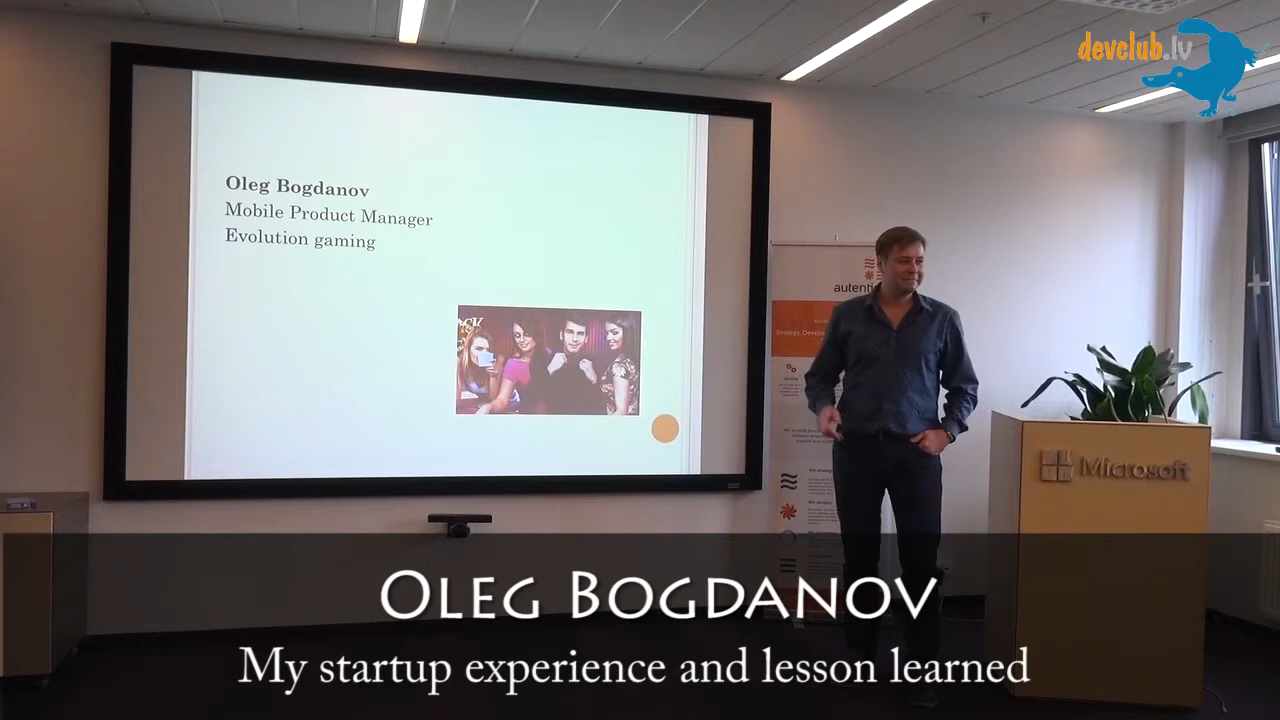 devclub.lv
Oleg Bogdanov
Mobile Product Manager
Evolution gaming
Microsoft
OLEG BOGDANOV
My startup experience and lesson learned